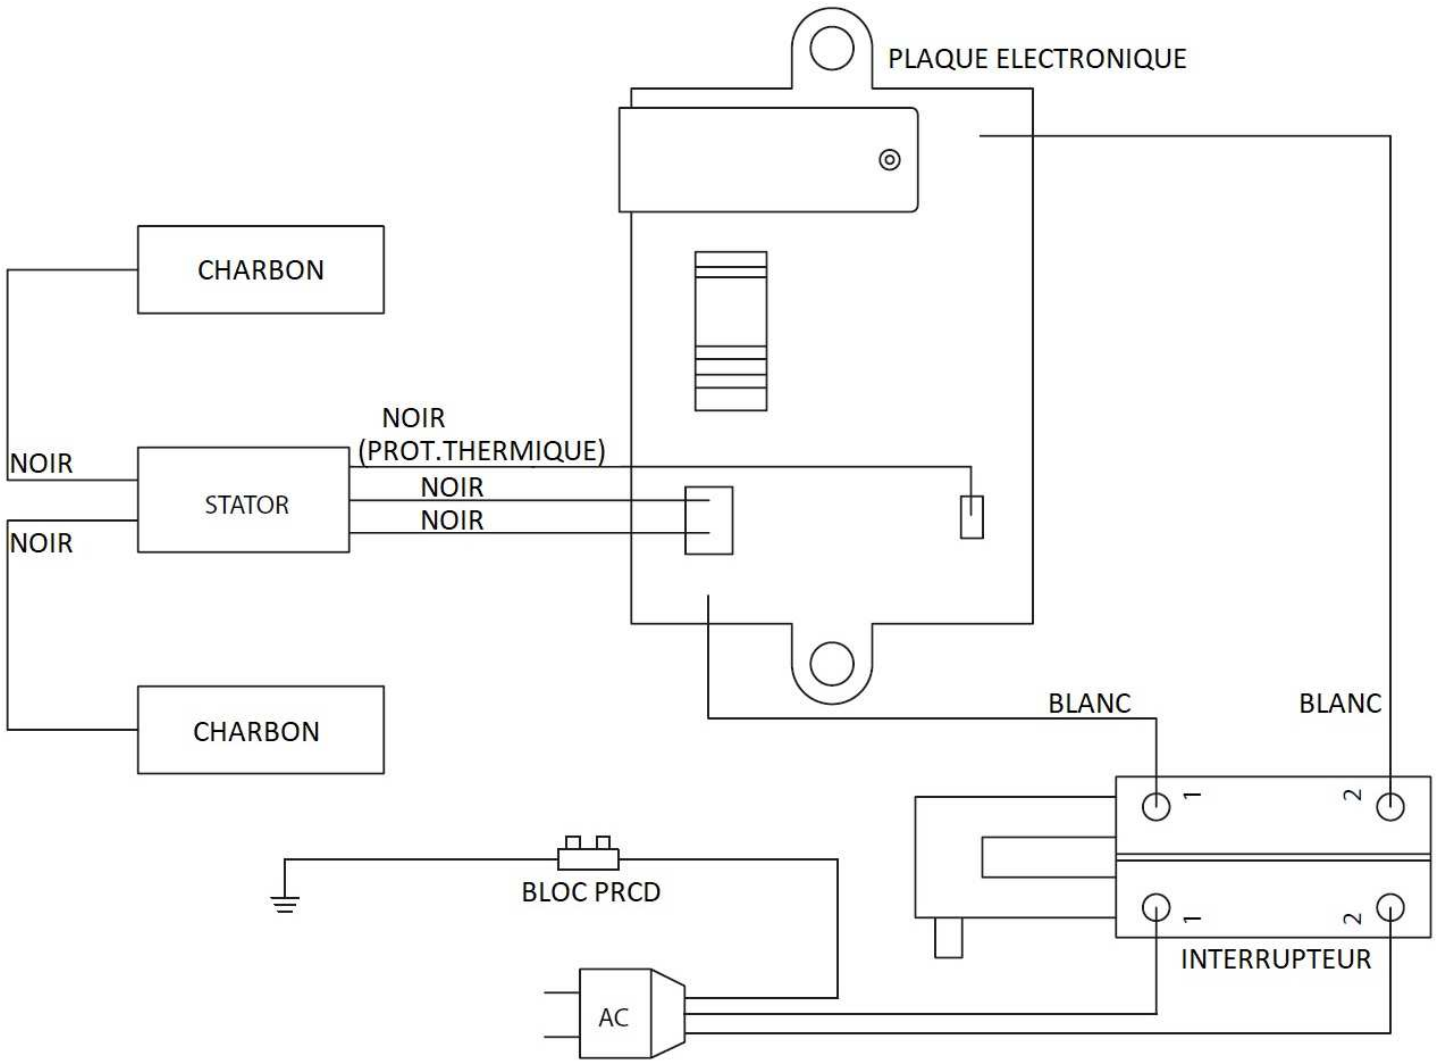 PLAQUE ELECTRONIQUE
CHARBON
NOIR
(PROT.THERMIQUE)
NOIR
STATOR
NOIR
NOIR
NOIR
CHARBON
BLANC
BLANC
1
2
BLOC PRCD
1
2
INTERRUPTEUR
AC